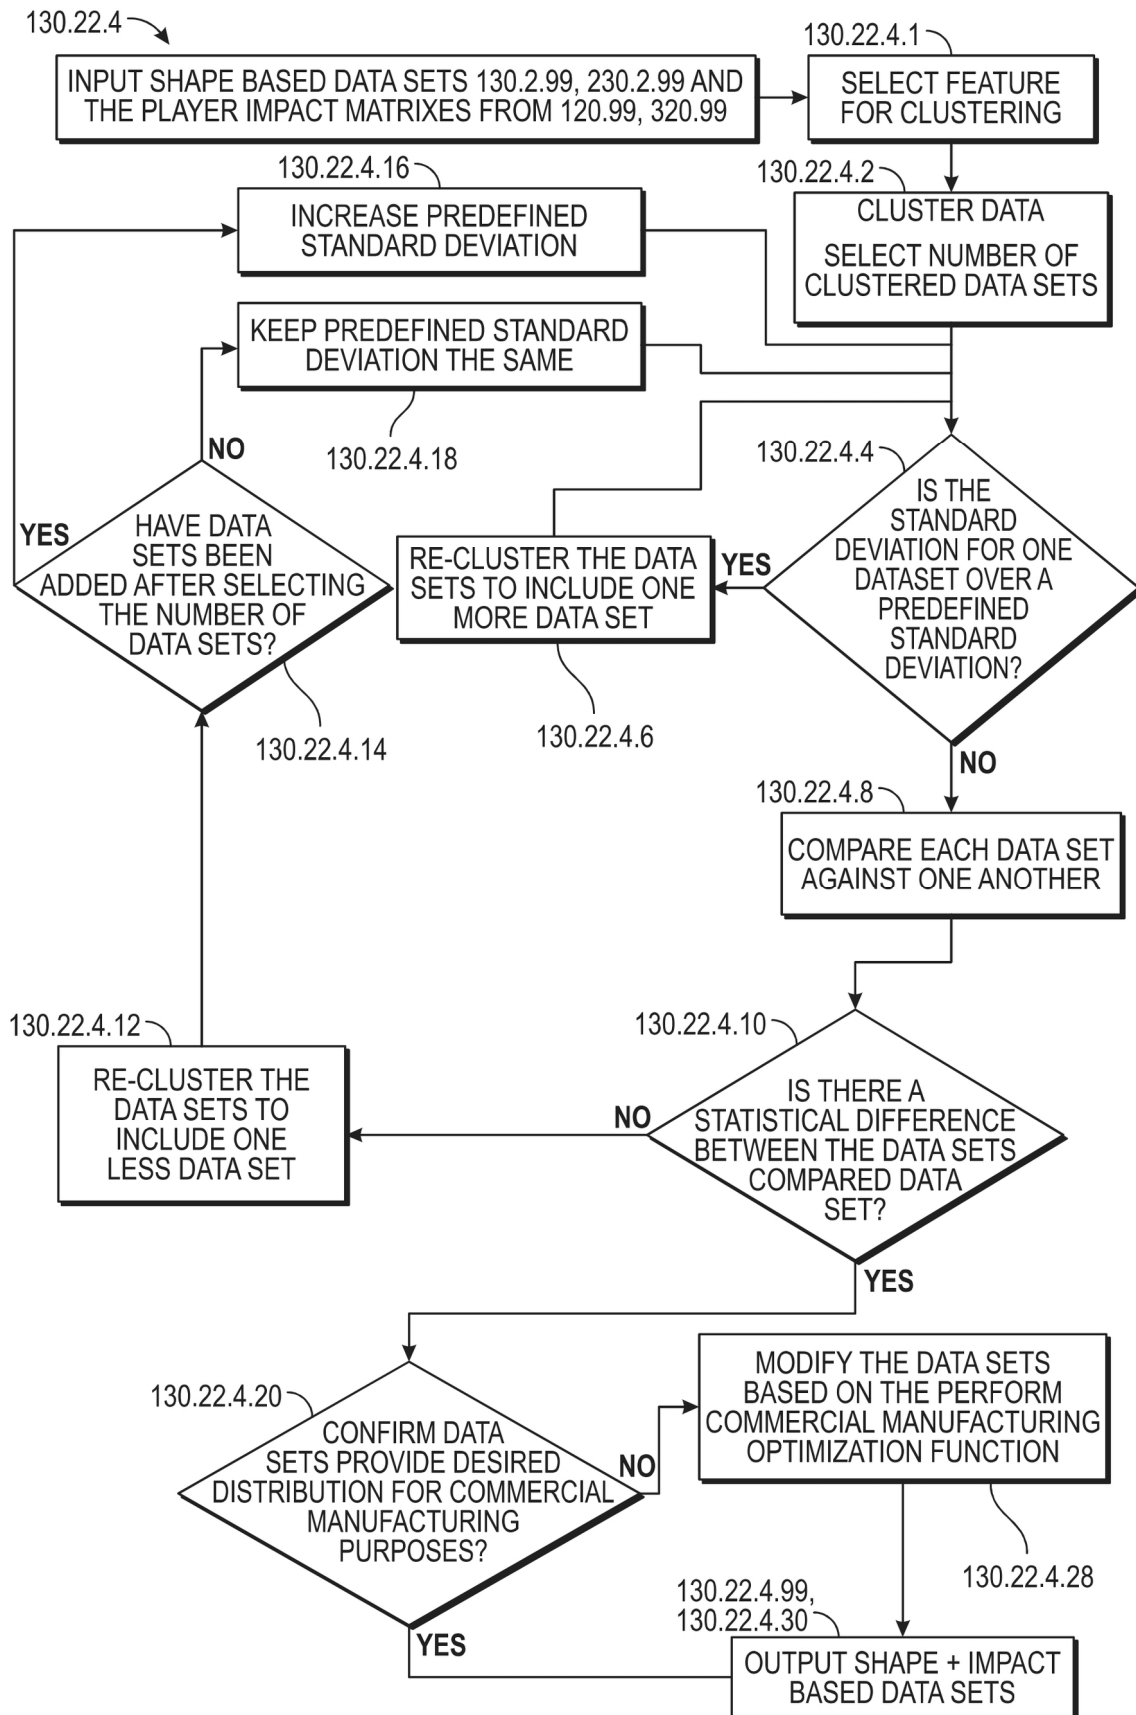 130.22.4
INPUT SHAPE BASED DATA SETS 130.2.99, 230.2.99 AND
THE PLAYER IMPACT MATRIXES FROM 120.99, 320.99
130.22.4.1
SELECT FEATURE
FOR CLUSTERING
130.22.4.16
INCREASE PREDEFINED
STANDARD DEVIATION
130.22.4.2
CLUSTER DATA
SELECT NUMBER OF
CLUSTERED DATA SETS
KEEP PREDEFINED STANDARD
DEVIATION THE SAME
130.22.4.18
NO
YES
HAVE DATA
SETS BEEN
ADDED AFTER SELECTING
THE NUMBER OF
DATA SETS?
130.22.4.14
RE-CLUSTER THE DATA
SETS TO INCLUDE ONE
MORE DATA SET
130.22.4.6
YES
130.22.4.4
IS THE
STANDARD
DEVIATION FOR ONE
DATASET OVER A
PREDEFINED
STANDARD
DEVIATION?
NO
130.22.4.8
COMPARE EACH DATA SET
AGAINST ONE ANOTHER
130.22.4.12
RE-CLUSTER THE
DATA SETS TO
INCLUDE ONE
LESS DATA SET
NO
130.22.4.10
IS THERE A
STATISTICAL DIFFERENCE
BETWEEN THE DATA SETS
COMPARED DATA
SET?
YES
130.22.4.20
CONFIRM DATA
SETS PROVIDE DESIRED
DISTRIBUTION FOR COMMERCIAL
MANUFACTURING
PURPOSES?
NO
YES
MODIFY THE DATA SETS
BASED ON THE PERFORM
COMMERCIAL MANUFACTURING
OPTIMIZATION FUNCTION
130.22.4.28
130.22.4.99,
130.22.4.30
OUTPUT SHAPE + IMPACT
BASED DATA SETS